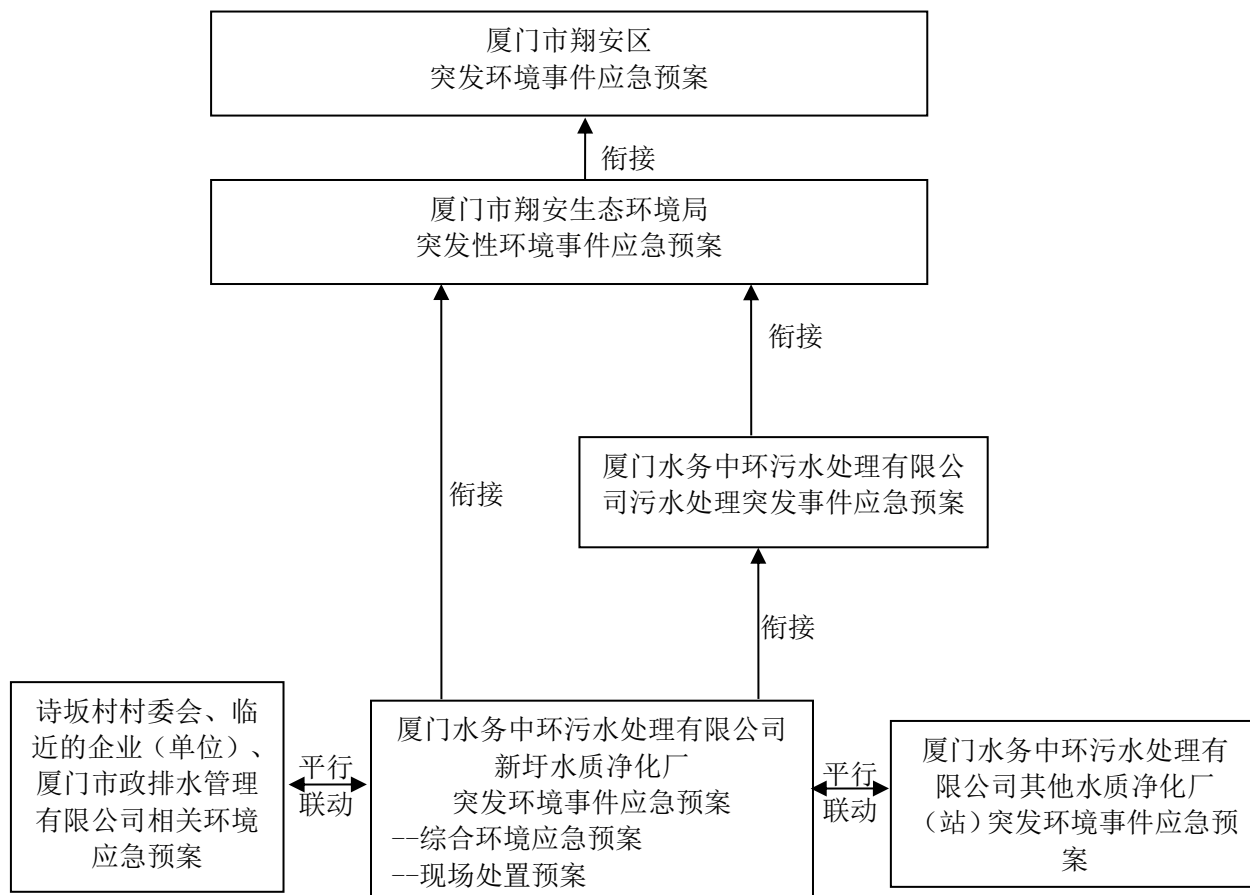 厦门市翔安区
突发环境事件应急预案
衔接
厦门市翔安生态环境局
突发性环境事件应急预案
衔接
厦门水务中环污水处理有限公
司污水处理突发事件应急预案
衔接
衔接
诗坂村村委会、临
近的企业（单位）、
厦门市政排水管理
有限公司相关环境
应急预案
平行
联动
厦门水务中环污水处理有限公司
新圩水质净化厂
突发环境事件应急预案
--综合环境应急预案
--现场处置预案
平行
联动
厦门水务中环污水处理有
限公司其他水质净化厂
（站）突发环境事件应急预
案